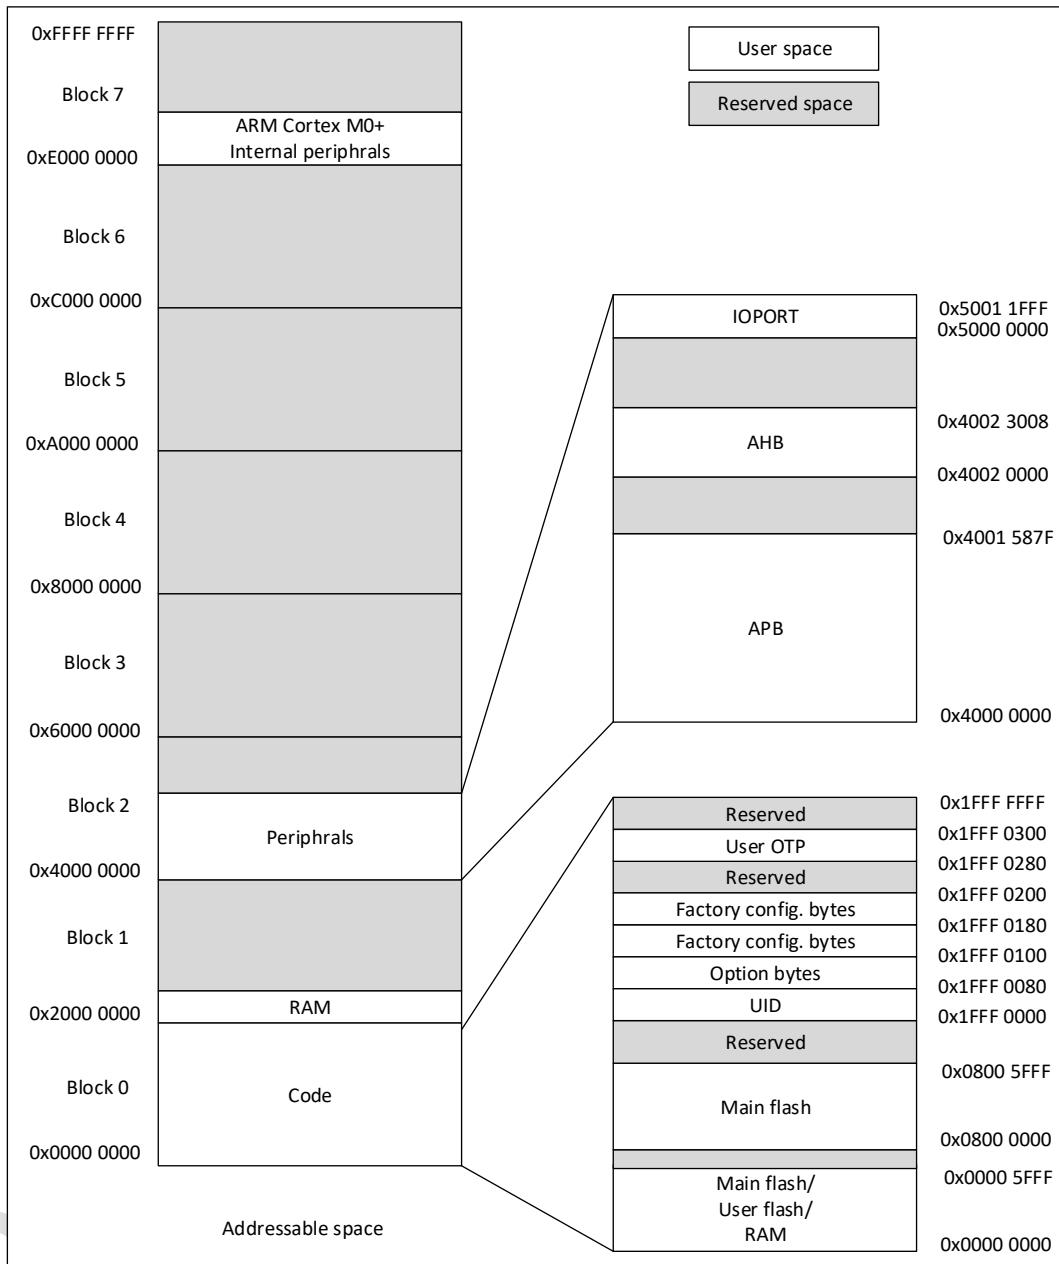 0xFFFF FFFF
Block 7
ARM Cortex M0+
Internal periphrals
0xE000 0000
Block 6
0xC000 0000
Block 5
0xA000 0000
Block 4
0x8000 0000
Block 3
0x6000 0000
Block 2
Periphrals
0x4000 0000
Block 1
RAM
0x2000 0000
Block 0
Code
0x0000 0000
Addressable space
User space
Reserved space
IOPORT
0x5001 1FFF
0x5000 0000
AHB
0x4002 3008
0x4002 0000
0x4001 587F
APB
0x4000 0000
Reserved
0x1FFF FFFF
0x1FFF 0300
User OTP
0x1FFF 0280
Reserved
0x1FFF 0200
Factory config. bytes
0x1FFF 0180
Factory config. bytes
0x1FFF 0100
Option bytes
0x1FFF 0080
UID
0x1FFF 0000
Reserved
0x0800 5FFF
Main flash
0x0800 0000
0x0000 5FFF
Main flash/
User flash/
RAM
0x0000 0000